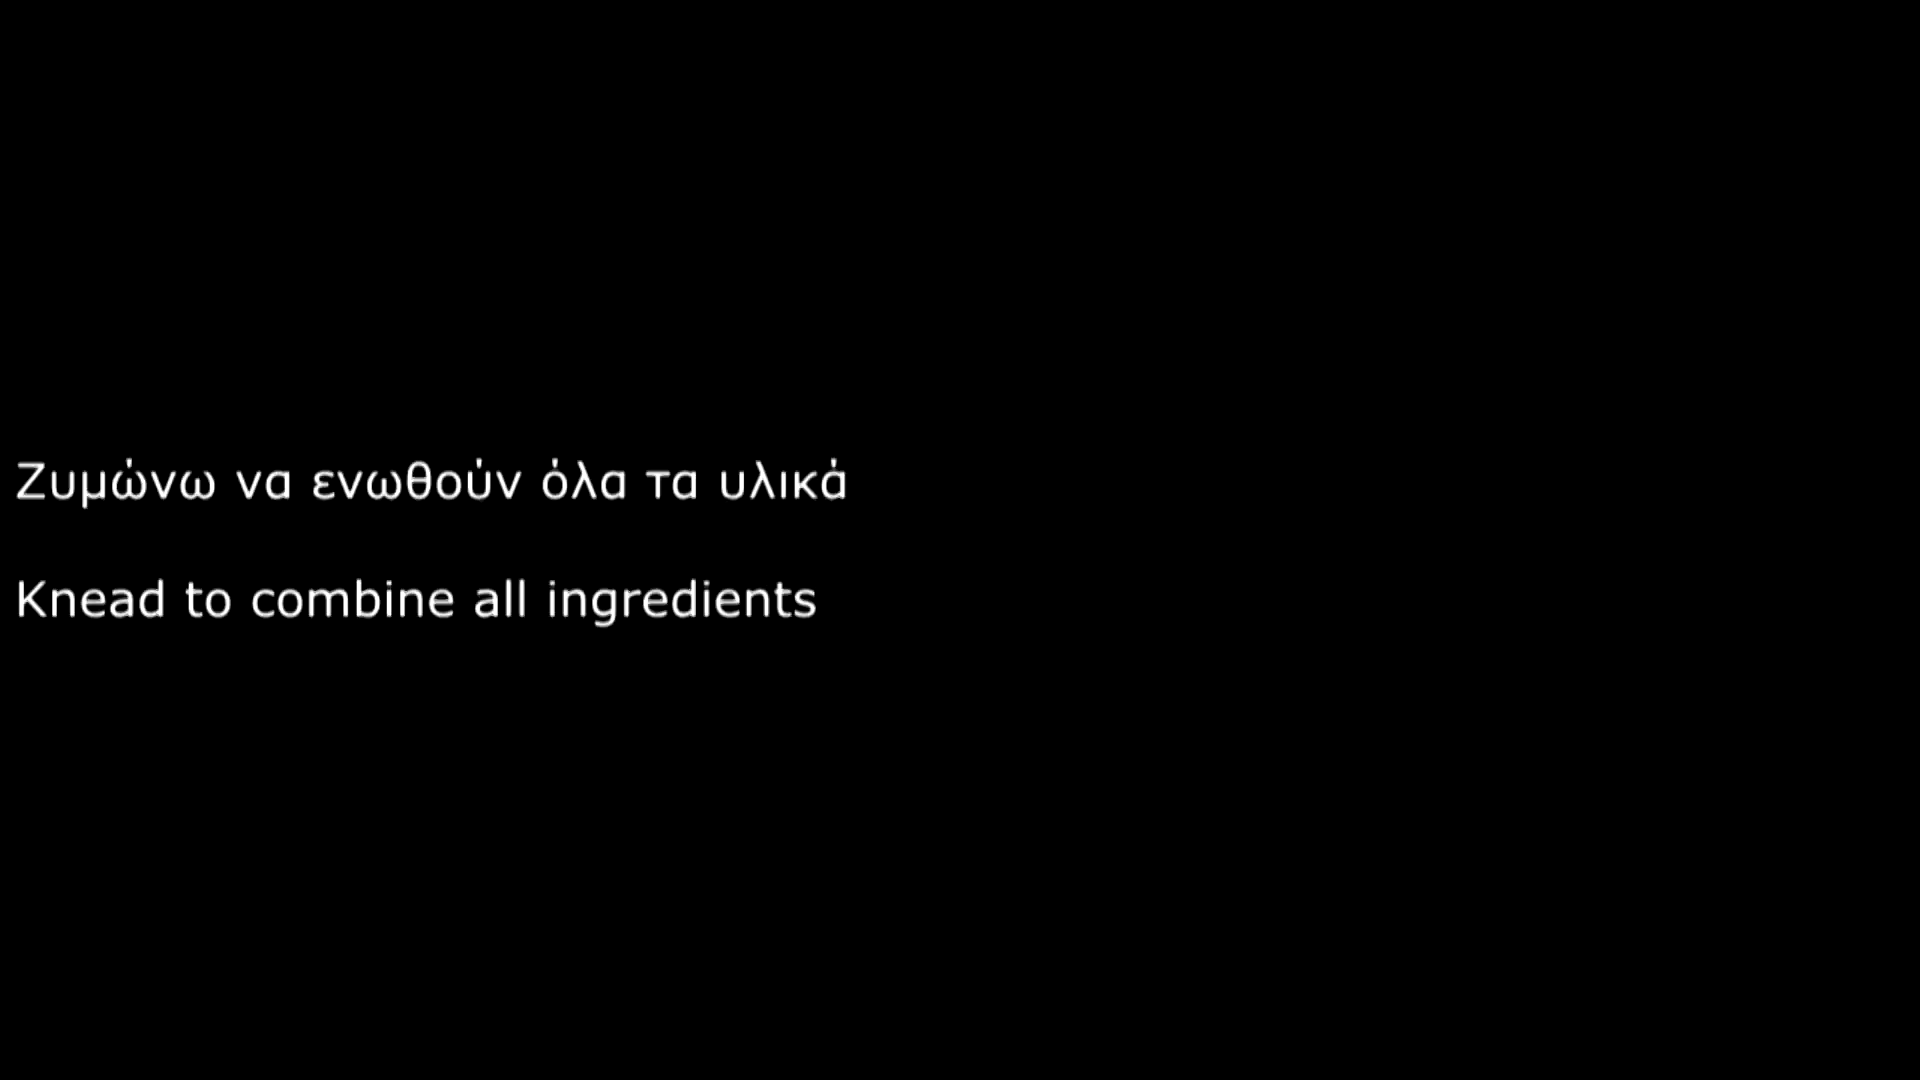 Ζυμώνω να ενωθούν όλα τα υλικά
Knead to combine all ingredients